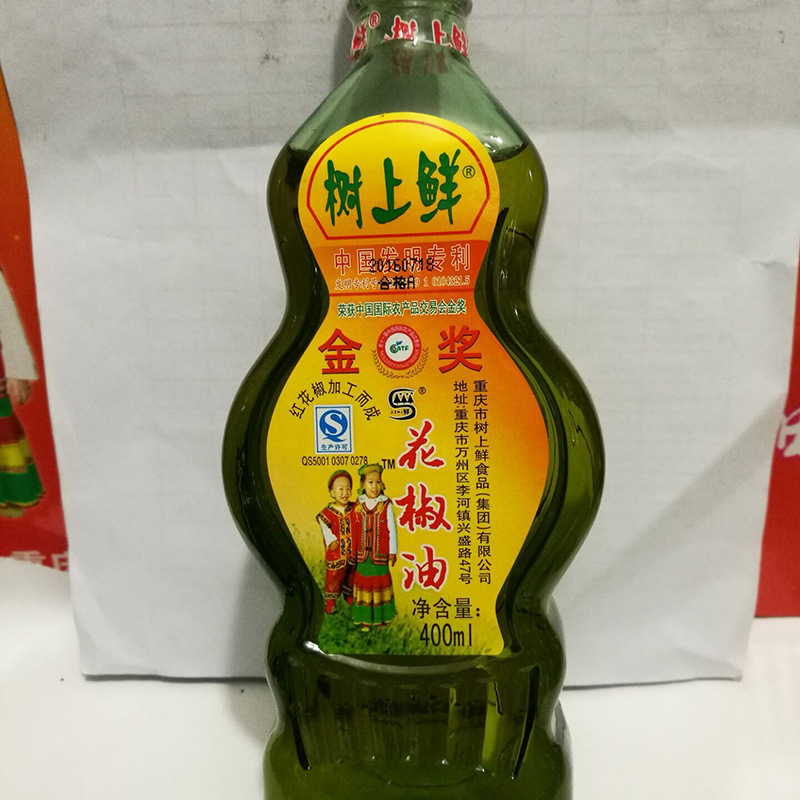 树上鲜®
树上鲜®
中国发明专利
20160718
合格
荣获中国国际农产品交易会金奖
金 奖
红花椒加工而成
生产许可
QS5001 0307 0278
TM
花椒油
重庆市树上鲜食品(集团)有限公司
地址:重庆市万州区李河镇兴盛路47号
净含量:
400ml